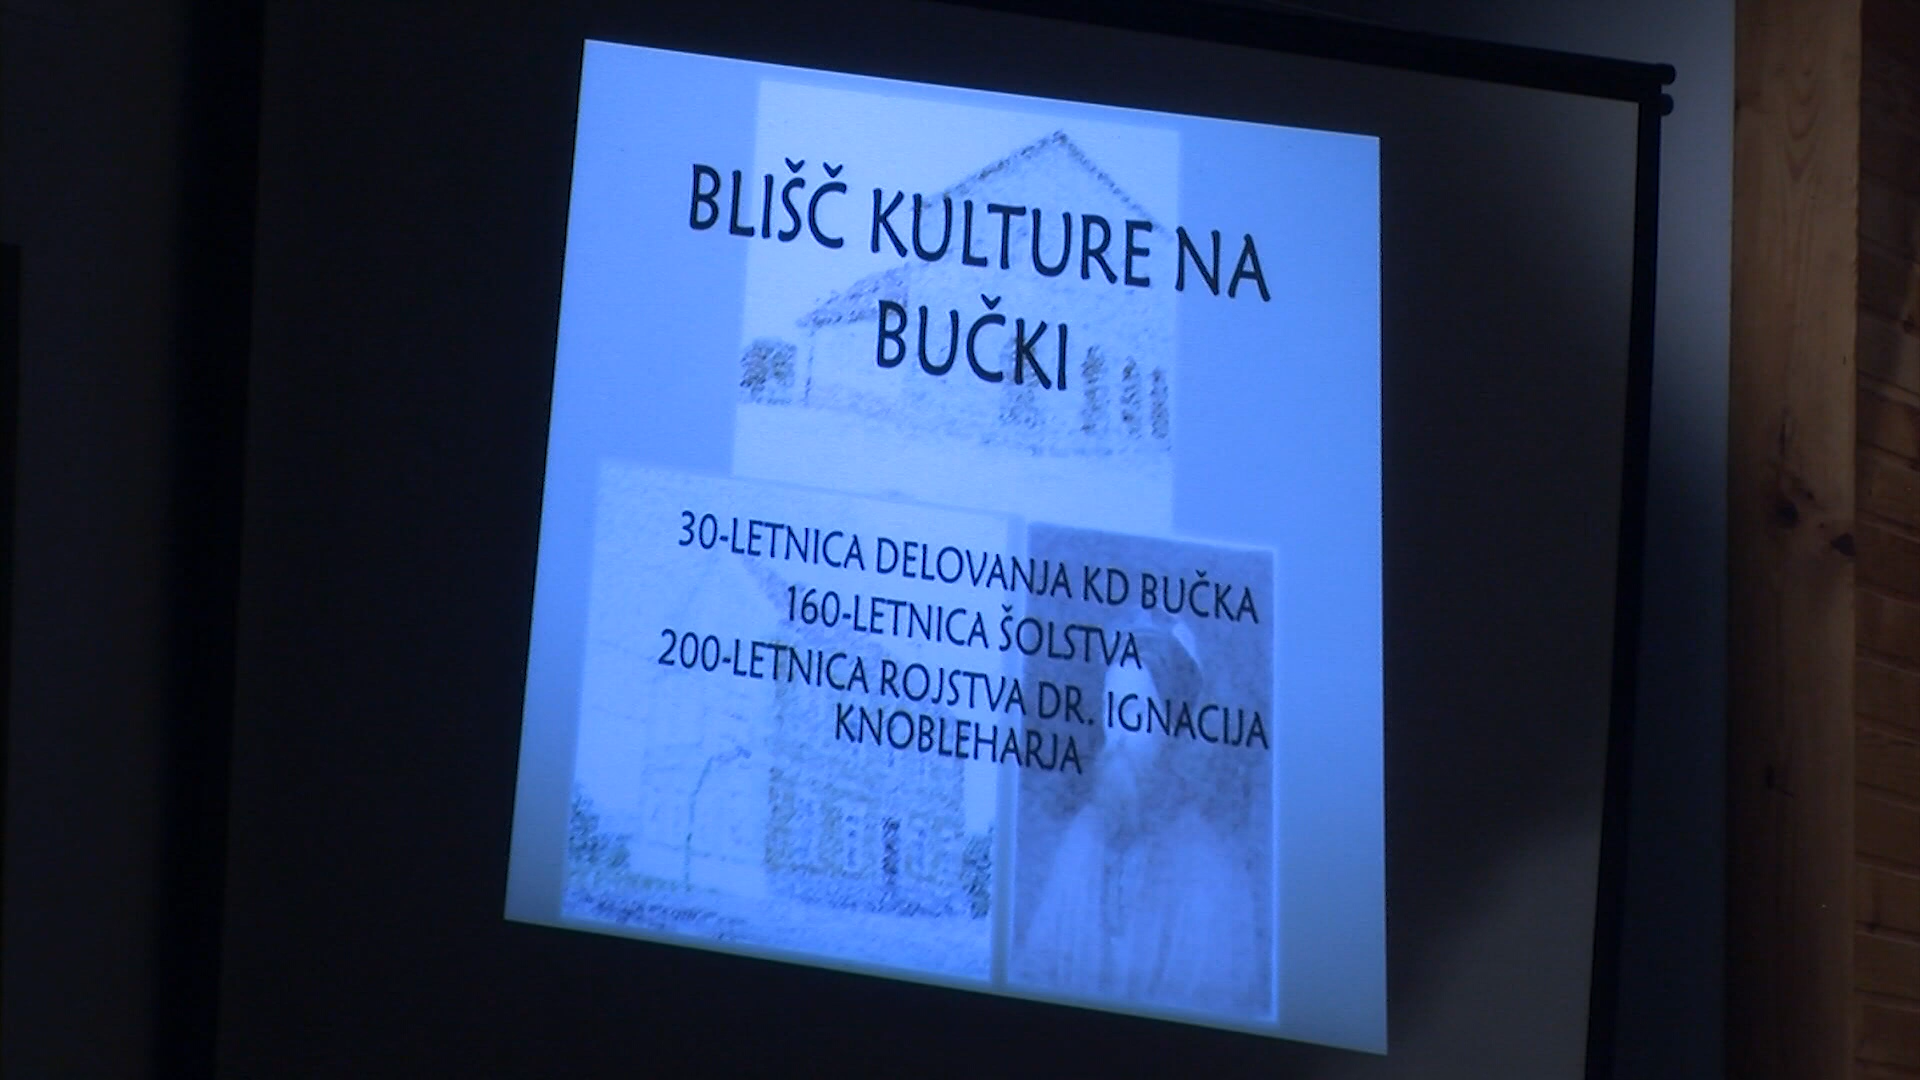 BLIŠČ KULTURE NA
BUČKI
30-LETNICA DELOVANJA KD BUČKA
160-LETNICA ŠOLSTVA
200-LETNICA ROJSTVA DR. IGNACIJA
KNOBLEHARJA